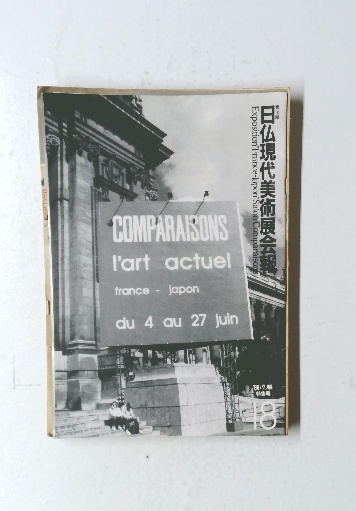 日仏現代美術展会報
Exposition France-Japon Salon Comparaisons
COMPARAISONS
l'art actuel
france - japon
du 4 au 27 juin
18